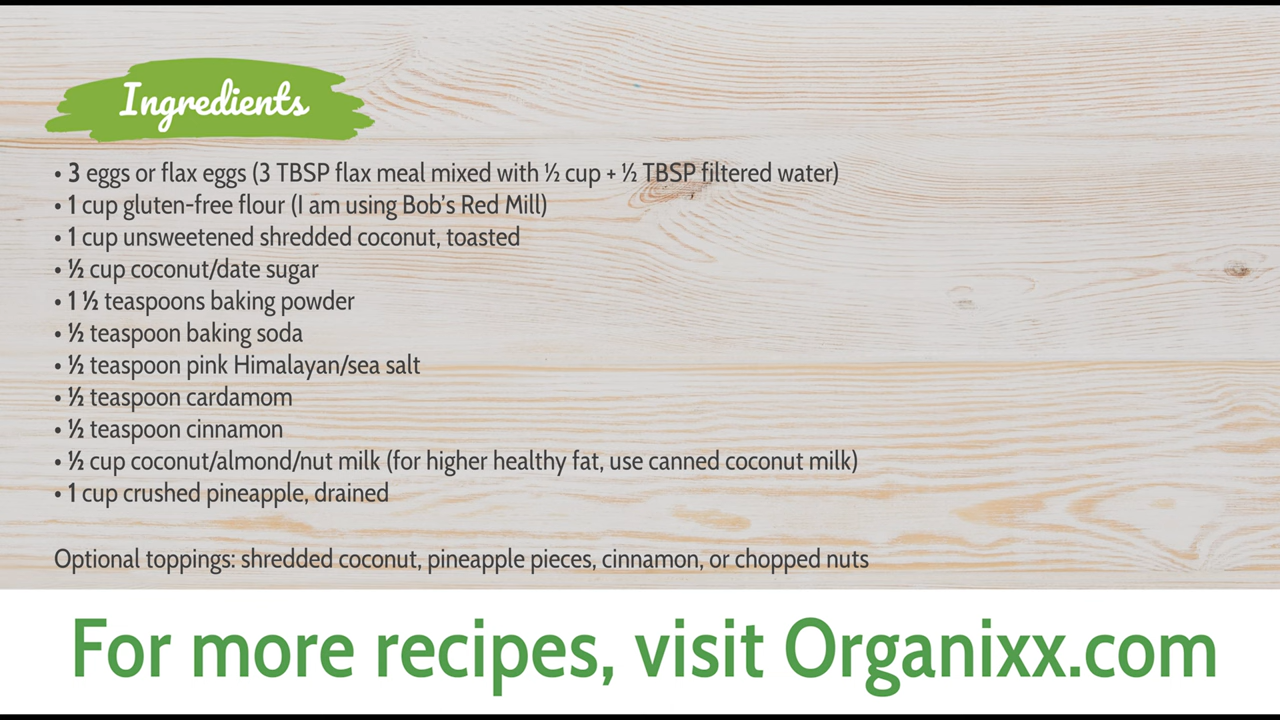 Ingredients
• 3 eggs or flax eggs (3 TBSP flax meal mixed with ½ cup + ½ TBSP filtered water)
• 1 cup gluten-free flour (I am using Bob's Red Mill)
• 1 cup unsweetened shredded coconut, toasted
• ½ cup coconut/date sugar
• 1 ½ teaspoons baking powder
• ½ teaspoon baking soda
• ½ teaspoon pink Himalayan/sea salt
• ½ teaspoon cardamom
• ½ teaspoon cinnamon
• ½ cup coconut/almond/nut milk (for higher healthy fat, use canned coconut milk)
• 1 cup crushed pineapple, drained
Optional toppings: shredded coconut, pineapple pieces, cinnamon, or chopped nuts
For more recipes, visit Organixx.com